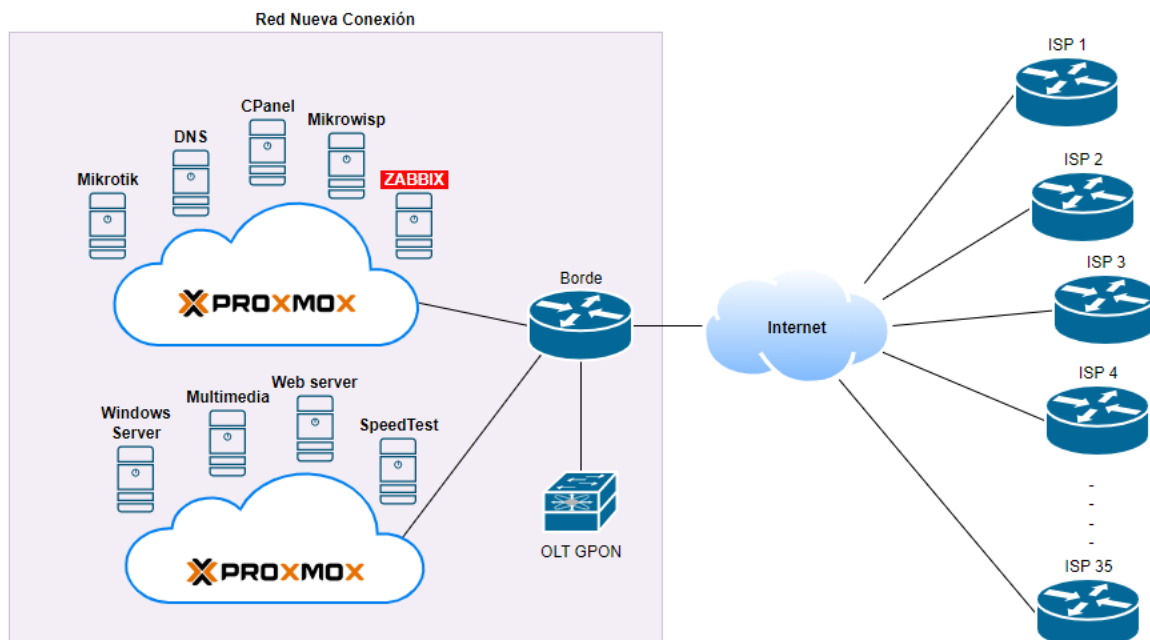 Red Nueva Conexión
CPanel
Mikrowisp
DNS
ZABBIX
Mikrotik
PROXMOX
Borde
Internet
Web server
Multimedia
Windows
Server
SpeedTest
PROXMOX
OLT GPON
ISP 1
ISP 2
ISP 3
ISP 4
-
-
-
-
ISP 35